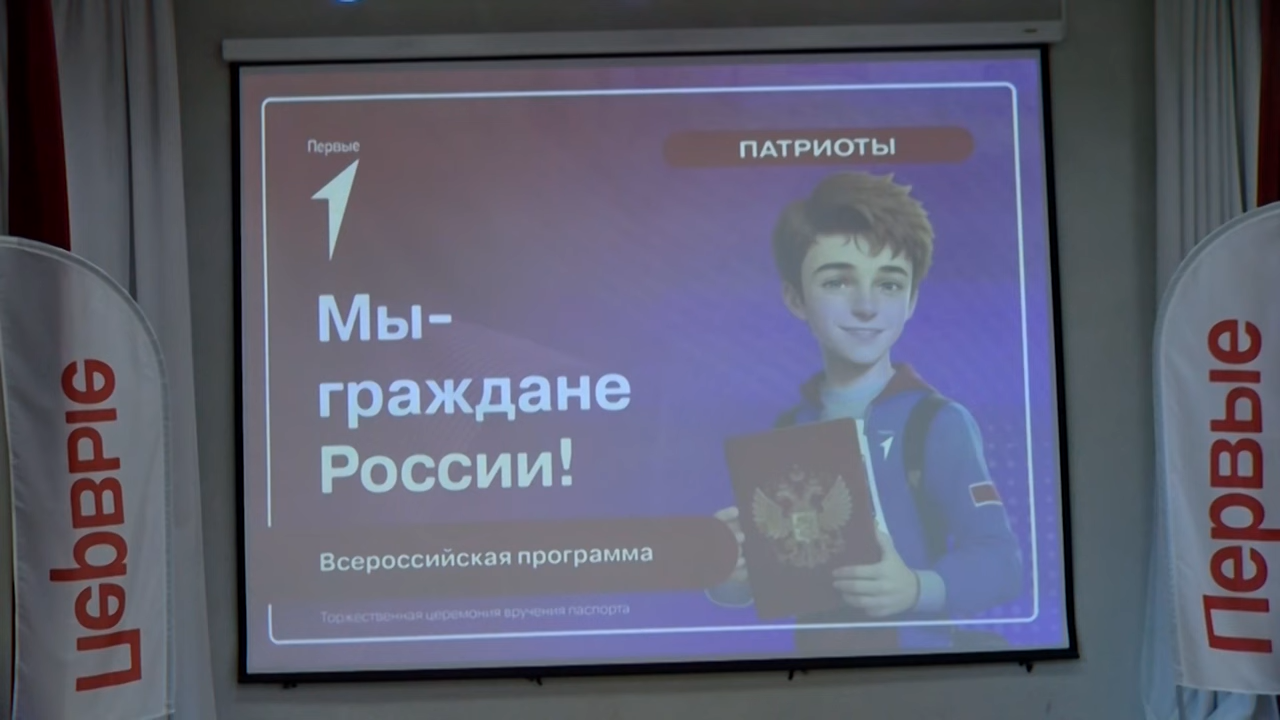 Первые
ПАТРИОТЫ
Мы-
граждане
России!
Всероссийская программа
Торжественная церемония вручения паспорта
Первые
Первые